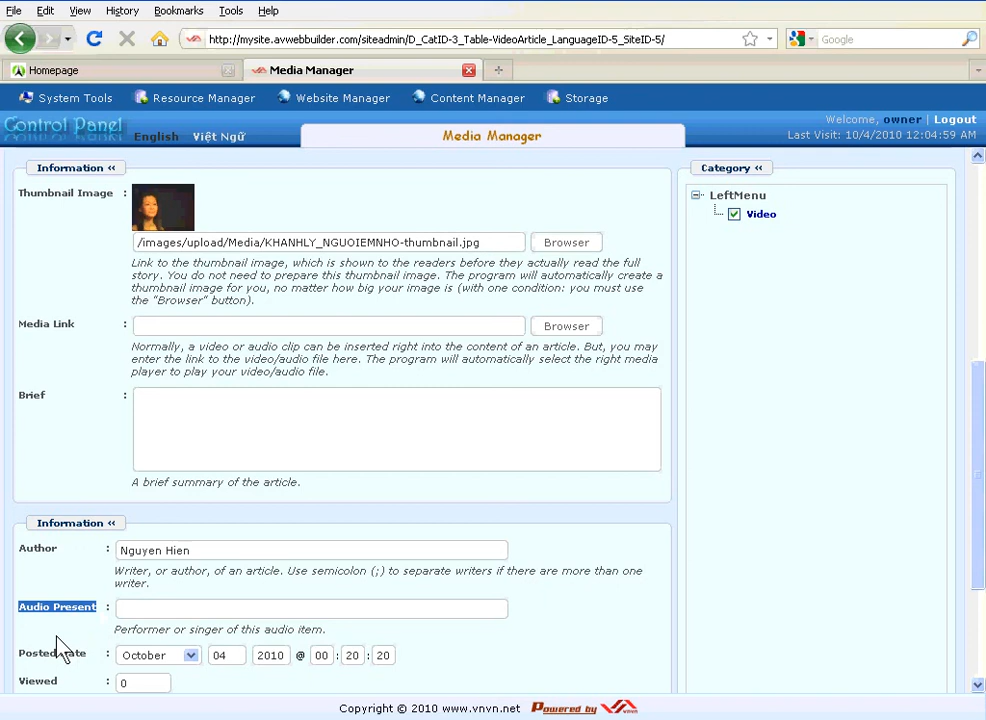 File Edit View History Bookmarks Tools Help
http://mysite.avwebbuilder.com/siteadmin/D_CatID-3_Table-VideoArticle_LanguageID-5_SiteID-5/
Google
Homepage
Media Manager
System Tools Resource Manager Website Manager Content Manager Storage
Control Panel
English Việt Ngữ
Media Manager
Welcome, owner | Logout
Last Visit: 10/4/2010 12:04:59 AM
Information «
Thumbnail Image :
/images/upload/Media/KHANHLY_NGUOIEMNHO-thumbnail.jpg
Browser
Link to the thumbnail image, which is shown to the readers before they actually read the full
story. You do not need to prepare this thumbnail image. The program will automatically create a
thumbnail image for you, no matter how big your image is (with one condition: you must use
the "Browser" button).
Media Link :
Browser
Normally, a video or audio clip can be inserted right into the content of an article. But, you may
enter the link to the video/audio file here. The program will automatically select the right media
player to play your video/audio file.
Brief :
A brief summary of the article.
Category «
LeftMenu
Video
Information «
Author : Nguyen Hien
Writer, or author, of an article. Use semicolon (;) to separate writers if there are more than one
writer.
Audio Present :
Performer or singer of this audio item.
Posted Date : October 04 2010 @ 00 : 20 : 20
Viewed : 0
Copyright © 2010 www.vnvn.net Powered by